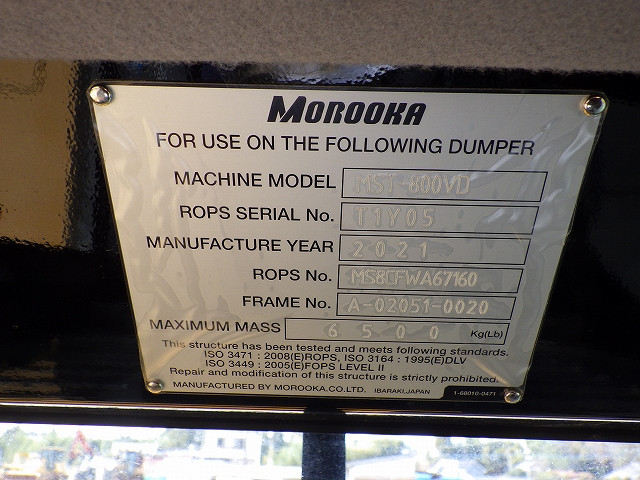 MOROOKA
FOR USE ON THE FOLLOWING DUMPER
MACHINE MODEL MST-800VD
ROPS SERIAL No. T1Y05
MANUFACTURE YEAR 2021
ROPS No. MS8CFWA67160
FRAME No. A-02051-0020
MAXIMUM MASS 6500 Kg(Lb)
This structure has been tested and meets following standards.
ISO 3471 : 2008(E)ROPS, ISO 3164 : 1995(E)DLV
ISO 3449 : 2005(E)FOPS LEVEL II
Repair and modification of this structure is strictly prohibited.
MANUFACTURED BY MOROOKA.CO.LTD. IBARAKI,JAPAN 1-68010-0471